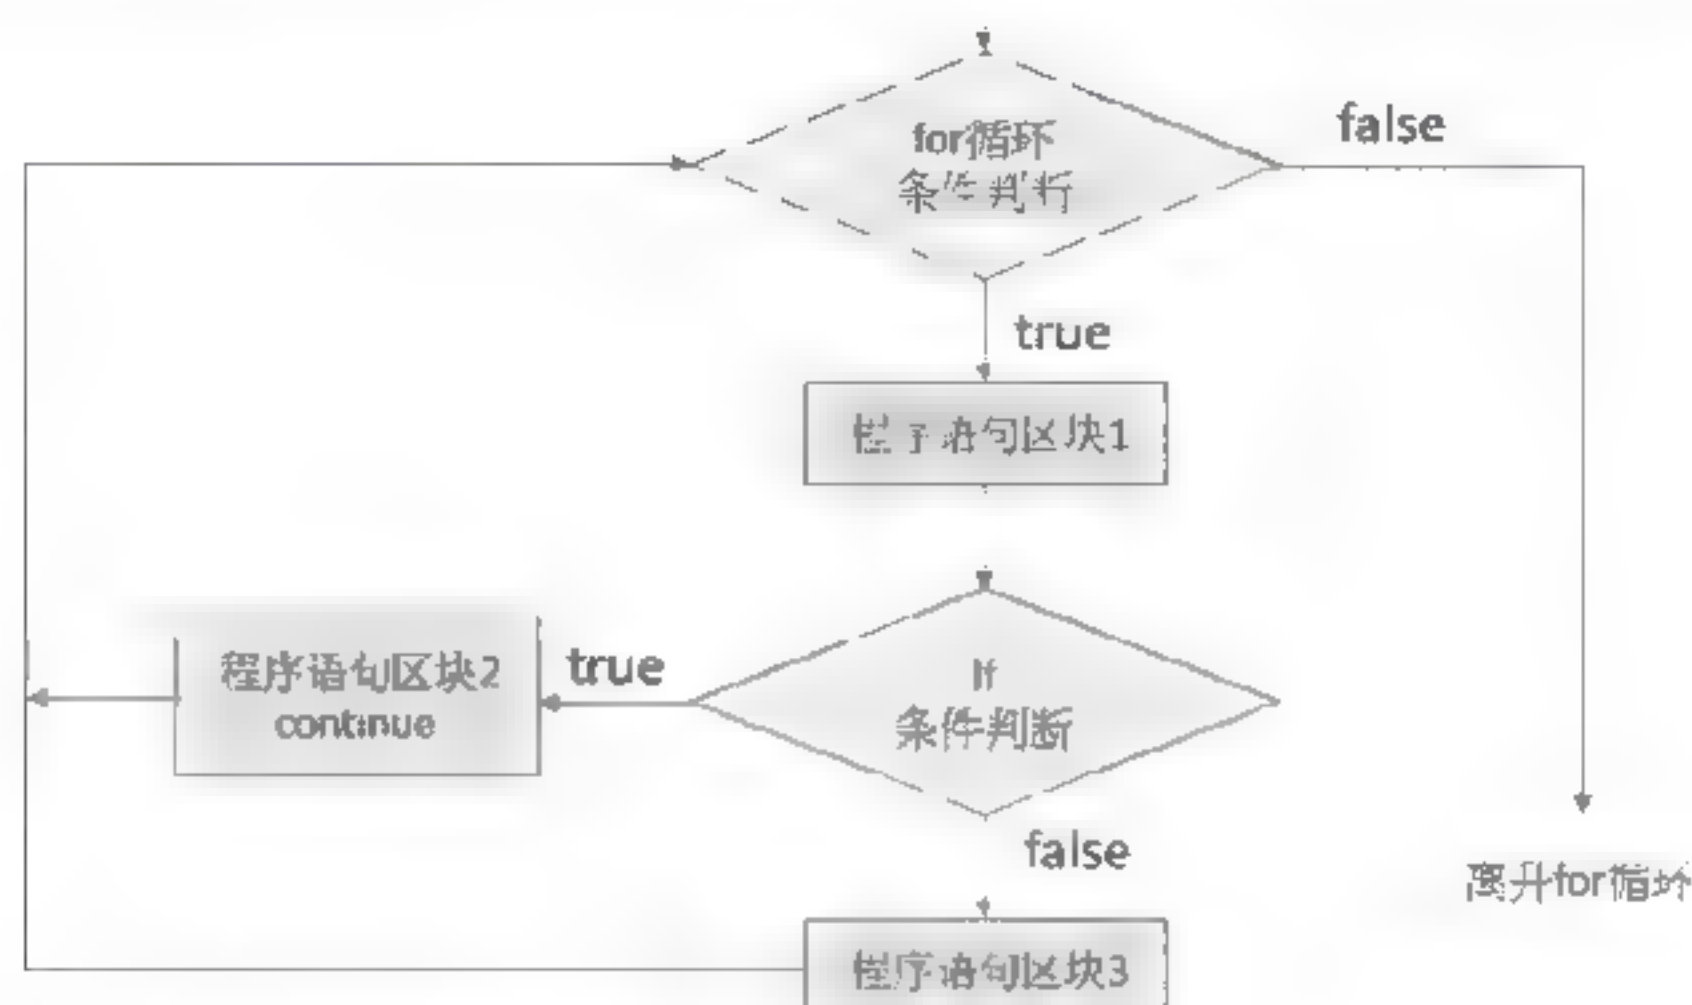 for循环
条件判断
false
true
程序语句区块1
If
条件判断
true
程序语句区块2
continue
false
离开for循环
程序语句区块3